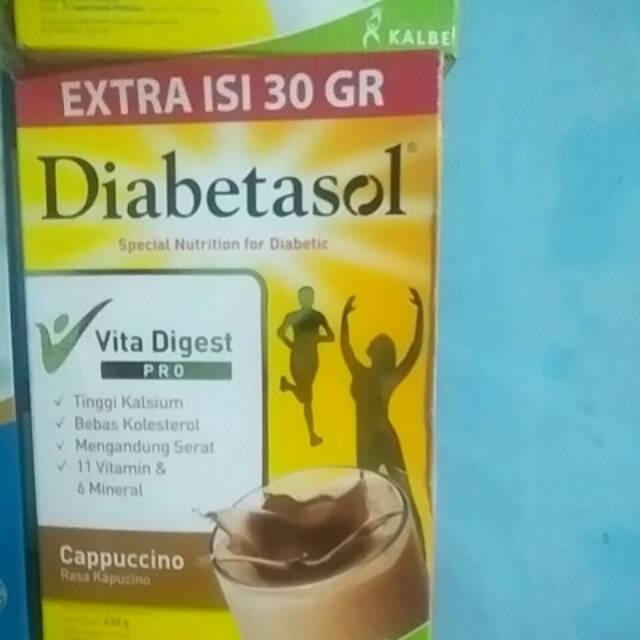 KALBE
EXTRA ISI 30 GR
Diabetasol®
Special Nutrition for Diabetic
Vita Digest
PRO
✓ Tinggi Kalsium
✓ Bebas Kolesterol
✓ Mengandung Serat
✓ 11 Vitamin &
6 Mineral
Cappuccino
Rasa Kapucino